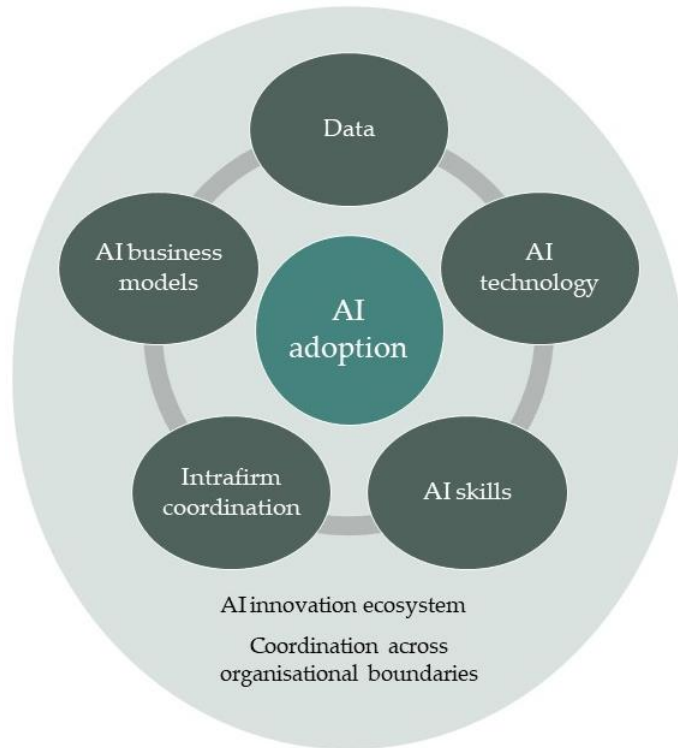 Data
AI business
models
AI
technology
AI
adoption
Intrafirm
coordination
AI skills
AI innovation ecosystem
Coordination across
organisational boundaries